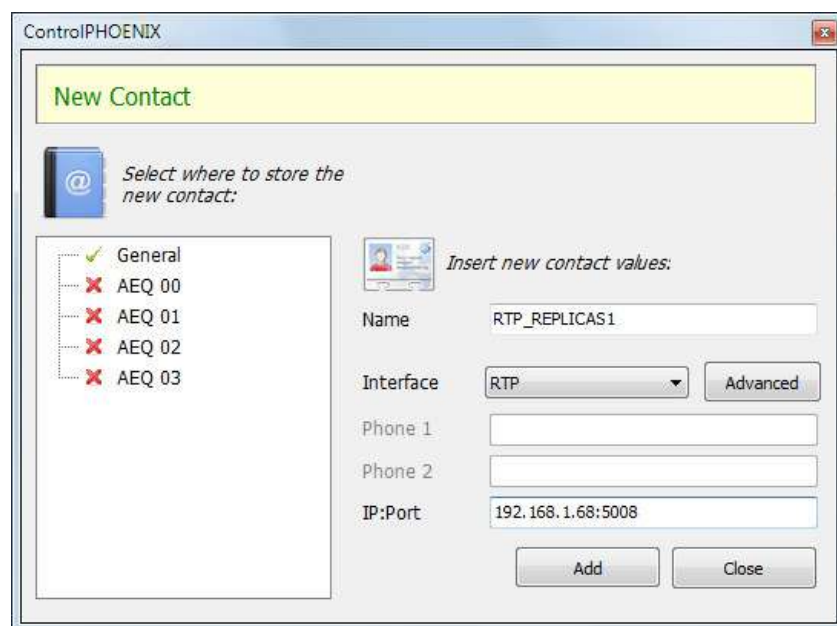 ControlPHOENIX
New Contact
Select where to store the
new contact:
General
AEQ 00
AEQ 01
AEQ 02
AEQ 03
Insert new contact values:
Name
RTP_REPLICAS1
Interface
RTP
Advanced
Phone 1
Phone 2
IP:Port
192.168.1.68:5008
Add
Close